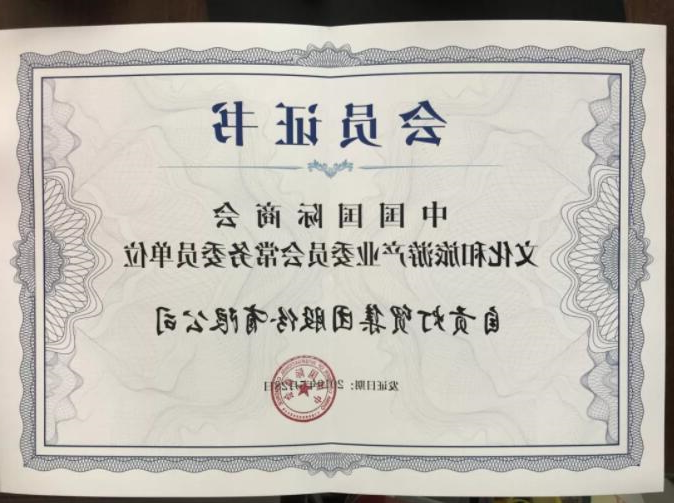 会员证书
中国国际商会
文化和旅游产业委员会常务委员单位
自贡灯贸集团股份有限公司
发证日期：